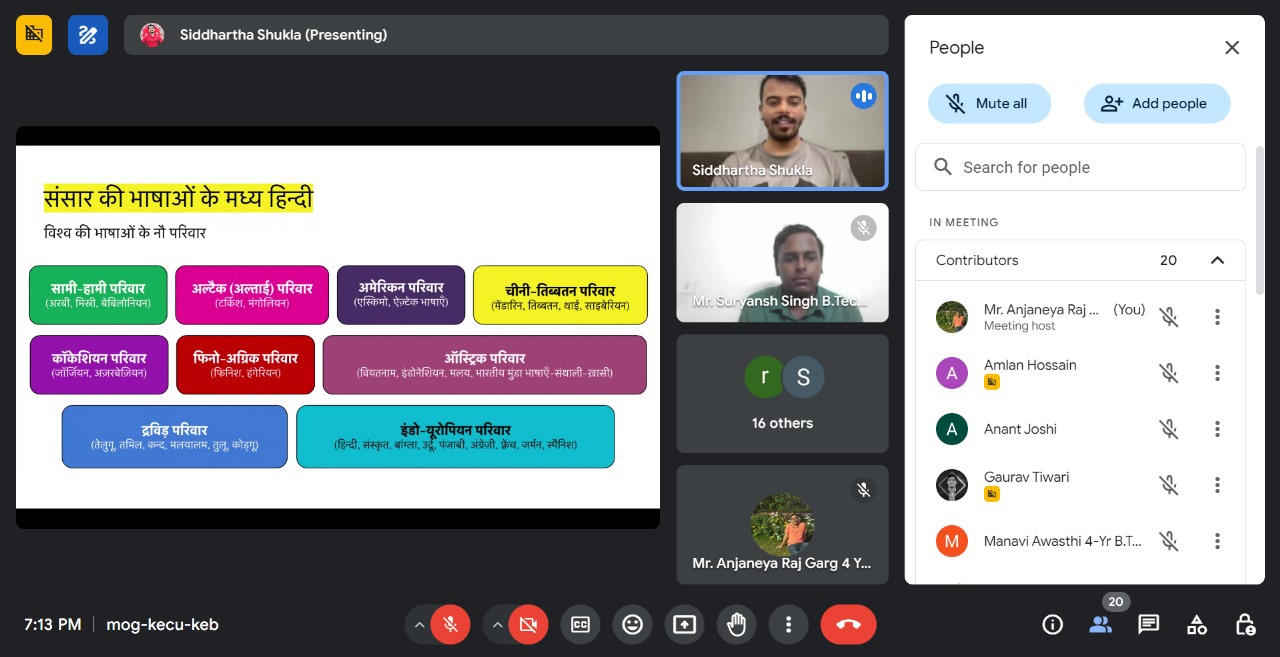 Siddhartha Shukla (Presenting)
संसार की भाषाओं के मध्य हिन्दी
विश्व की भाषाओं के नौ परिवार
सामी-हामी परिवार
(अरबी, मिस्री, बेबिलोनियन)
अल्टैक (अल्ताई) परिवार
(टर्किश, मंगोलियन)
अमेरिकन परिवार
(एस्किमो, ऐज़्टेक भाषाएँ)
चीनी-तिब्बतन परिवार
(मेंडारिन, तिब्बतन, थाई, साइबेरियन)
कॉकेशियन परिवार
(जॉर्जियन, अज़रबेज़ियन)
फिनो-अग्रिक परिवार
(फिनिश, हंगेरियन)
ऑस्ट्रिक परिवार
(वियतनाम, इंडोनेशियन, मलय, भारतीय मुंडा भाषाएँ-संथाली-ख़ासी)
द्रविड़ परिवार
(तेलुगू, तमिल, कन्द, मलयालम, तुलू, कोड्गू)
इंडो-यूरोपियन परिवार
(हिन्दी, संस्कृत, बांग्ला, उर्दू, पंजाबी, अंग्रेज़ी, फ़्रेंच, जर्मन, स्पैनिश)
Siddhartha Shukla
Mr. Suryansh Singh B.Tec...
r S
16 others
Mr. Anjaneya Raj Garg 4 Y...
People
Mute all
Add people
Search for people
IN MEETING
Contributors 20
Mr. Anjaneya Raj ... (You)
Meeting host
A Amlan Hossain
A Anant Joshi
Gaurav Tiwari
M Manavi Awasthi 4-Yr B.T...
7:13 PM | mog-kecu-keb
CC
20